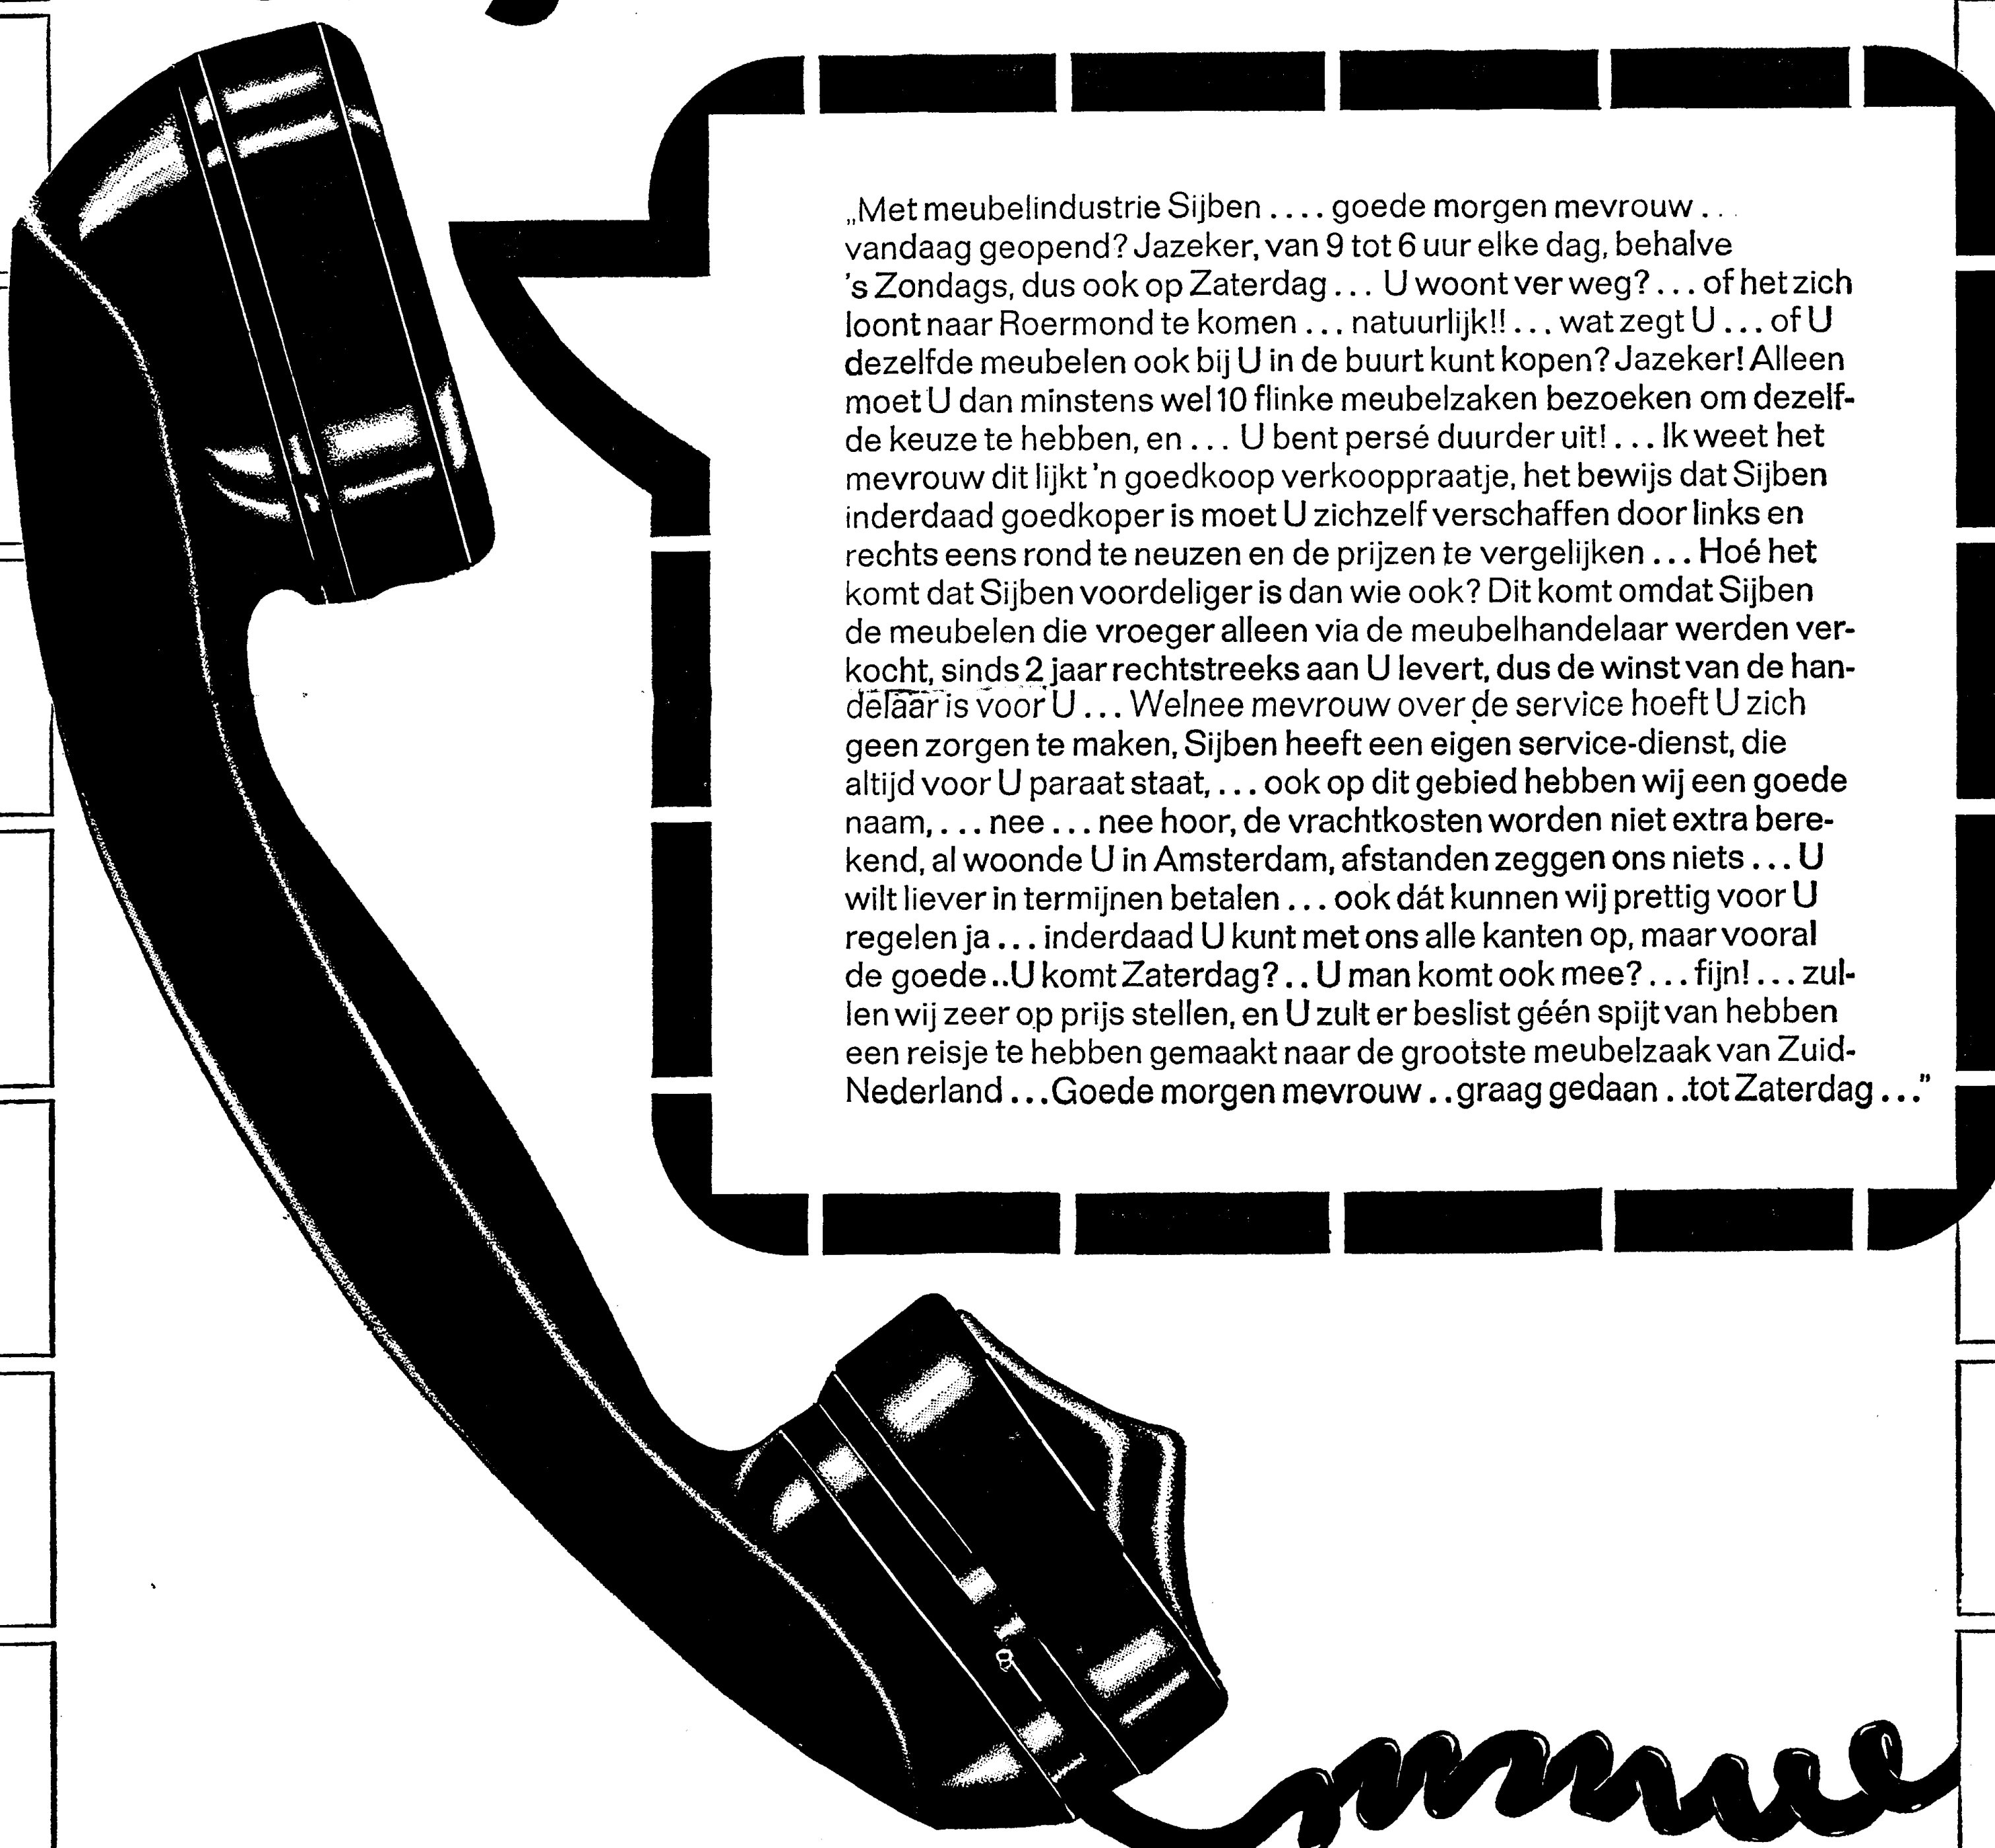 „Met meubelindustrie Sijben .... goede morgen mevrouw ..
vandaag geopend? Jazeker, van 9 tot 6 uur elke dag, behalve
's Zondags, dus ook op Zaterdag ... U woont ver weg? ... of het zich
loont naar Roermond te komen ... natuurlijk!! ... wat zegt U ... of U
dezelfde meubelen ook bij U in de buurt kunt kopen? Jazeker! Alleen
moet U dan minstens wel 10 flinke meubelzaken bezoeken om dezelf-
de keuze te hebben, en ... U bent persé duurder uit! ... Ik weet het
mevrouw dit lijkt 'n goedkoop verkooppraatje, het bewijs dat Sijben
inderdaad goedkoper is moet U zichzelf verschaffen door links en
rechts eens rond te neuzen en de prijzen te vergelijken ... Hoé het
komt dat Sijben voordeliger is dan wie ook? Dit komt omdat Sijben
de meubelen die vroeger alleen via de meubelhandelaar werden ver-
kocht, sinds 2 jaar rechtstreeks aan U levert, dus de winst van de han-
delaar is voor U ... Welnee mevrouw over de service hoeft U zich
geen zorgen te maken, Sijben heeft een eigen service-dienst, die
altijd voor U paraat staat, ... ook op dit gebied hebben wij een goede
naam, ... nee ... nee hoor, de vrachtkosten worden niet extra bere-
kend, al woonde U in Amsterdam, afstanden zeggen ons niets ... U
wilt liever in termijnen betalen ... ook dát kunnen wij prettig voor U
regelen ja ... inderdaad U kunt met ons alle kanten op, maar vooral
de goede .. U komt Zaterdag? .. U man komt ook mee? ... fijn! ... zul-
len wij zeer op prijs stellen, en U zult er beslist géén spijt van hebben
een reisje te hebben gemaakt naar de grootste meubelzaak van Zuid-
Nederland ... Goede morgen mevrouw .. graag gedaan .. tot Zaterdag ..."